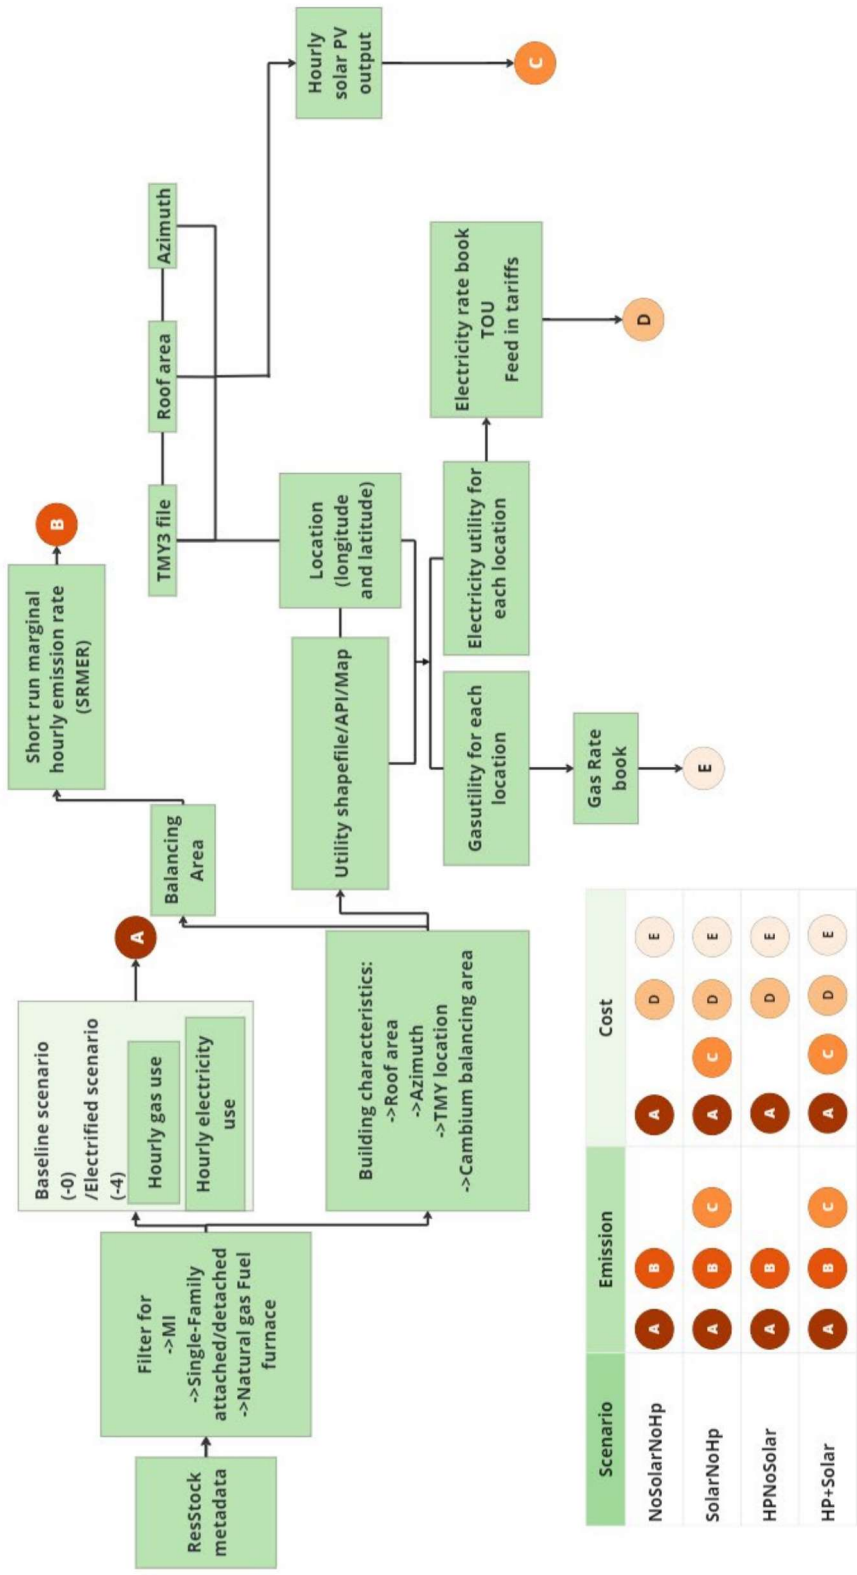 ResStock
metadata
Filter for
->MI
->Single-Family
attached/detached
->Natural gas Fuel
furnace
Baseline scenario
(-0)
/Electrified scenario
(-4)
Hourly gas use
Hourly electricity
use
A
Building characteristics:
->Roof area
->Azimuth
->TMY location
->Cambium balancing area
Balancing
Area
Short run marginal
hourly emission rate
(SRMER)
B
Utility shapefile/API/Map
Location
(longitude
and latitude)
TMY3 file
Roof area
Azimuth
Hourly
solar PV
output
C
Gasutility for each
location
Electricity utility for
each location
Electricity rate book
TOU
Feed in tariffs
D
Gas Rate
book
E
Scenario Emission Cost
NoSolarNoHp A B A D E
SolarNoHp A B C A C D E
HPNoSolar A B A D E
HP+Solar A B C A C D E